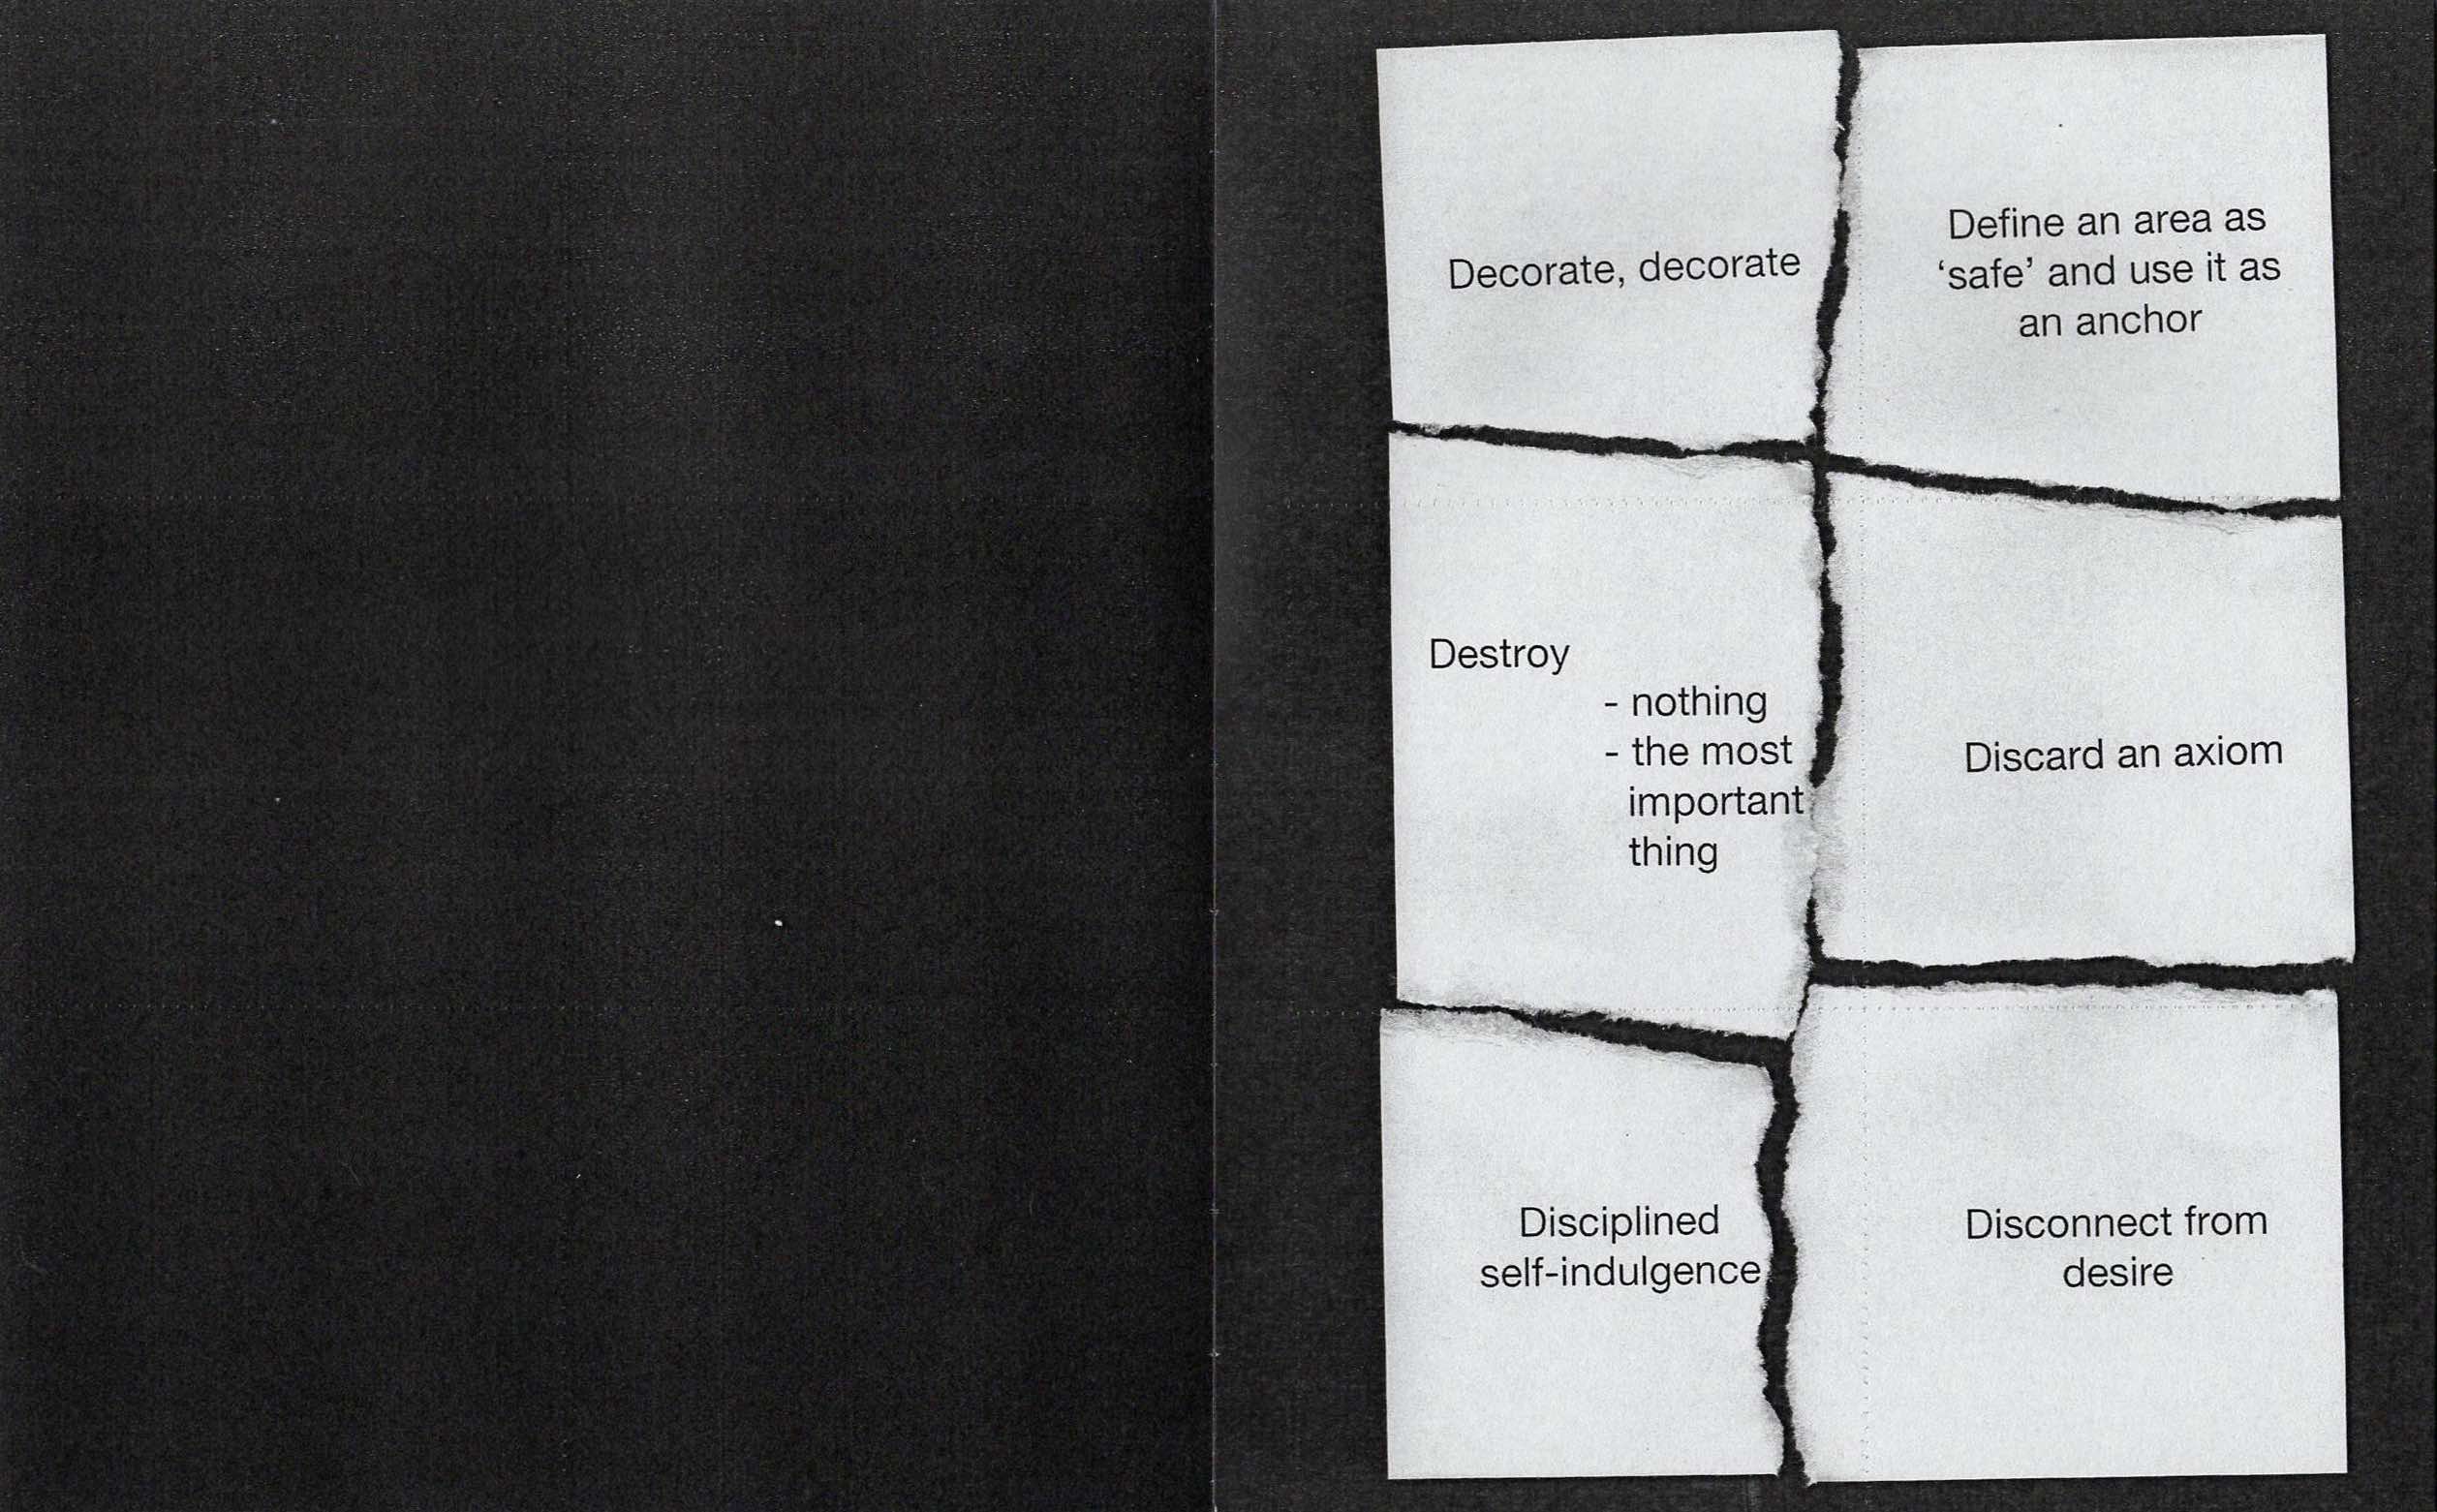 Decorate, decorate
Define an area as
‘safe’ and use it as
an anchor
Destroy
- nothing
- the most
important
thing
Discard an axiom
Disciplined
self-indulgence
Disconnect from
desire